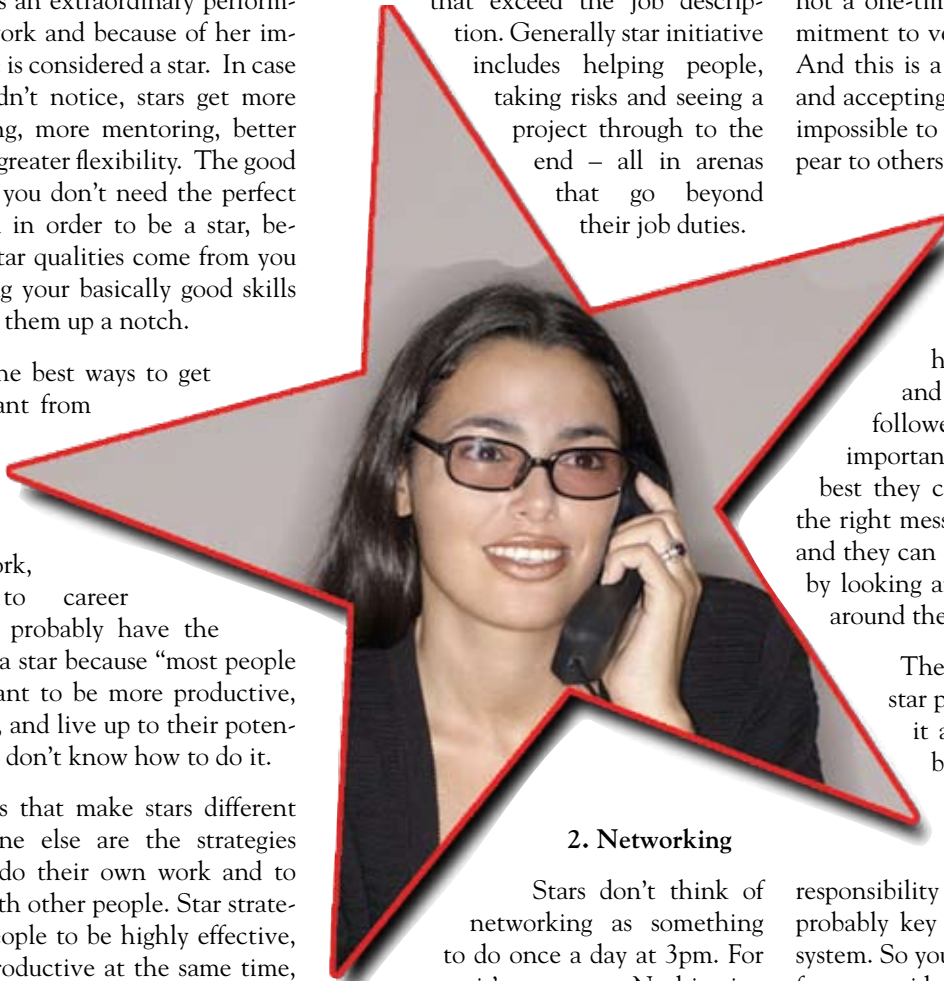 s an extraordinary perform-
ork and because of her im-
is considered a star. In case
dn't notice, stars get more
ng, more mentoring, better
greater flexibility. The good
you don't need the perfect
in order to be a star, be-
tar qualities come from you
g your basically good skills
them up a notch.
he best ways to get
ant from
ork,
to career
probably have the
a star because “most people
ant to be more productive,
, and live up to their poten-
don't know how to do it.
s that make stars different
ne else are the strategies
do their own work and to
th other people. Star strate-
ople to be highly effective,
roductive at the same time,
that exceed the job descrip-
tion. Generally star initiative
includes helping people,
taking risks and seeing a
project through to the
end – all in arenas
that go beyond
their job duties.
2. Networking
Stars don't think of
networking as something
to do once a day at 3pm. For
not a one-tim
mitment to ve
And this is a
and accepting
impossible to
pear to others
h
and
followe
importan
best they c
the right mess
and they can
by looking a
around the
The
star p
it a
b
responsibility
probably key
system. So you